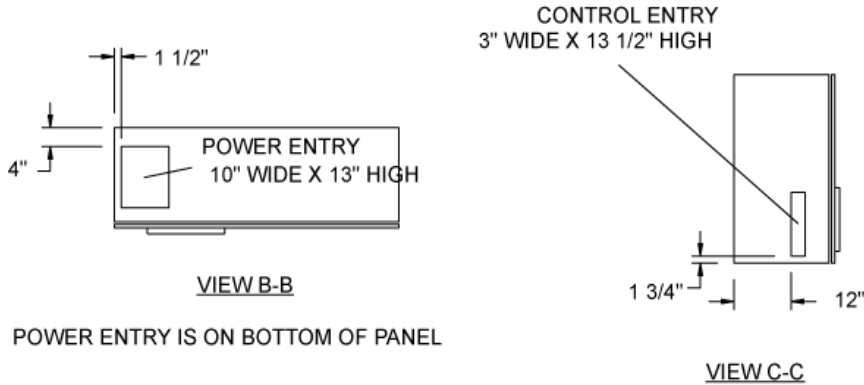 1 1/2"
4"
POWER ENTRY
10" WIDE X 13" HIGH
VIEW B-B
POWER ENTRY IS ON BOTTOM OF PANEL
CONTROL ENTRY
3" WIDE X 13 1/2" HIGH
1 3/4"
12"
VIEW C-C